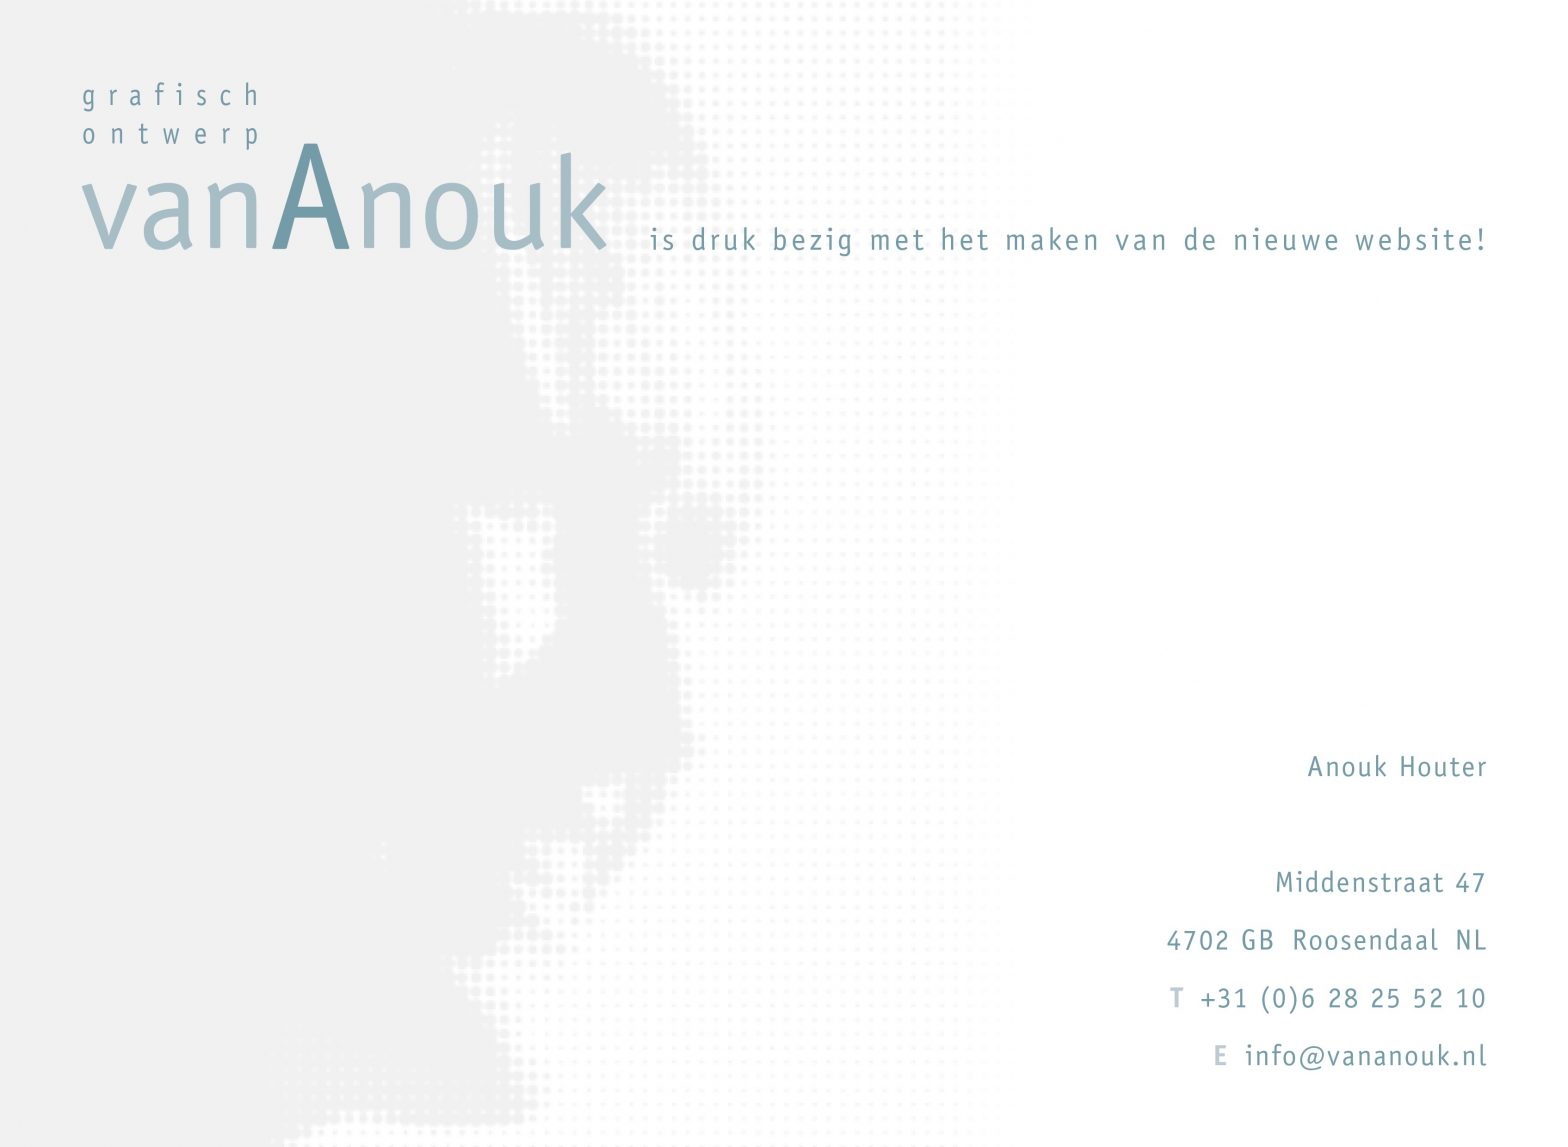 grafisch
ontwerp
vanAnouk is druk bezig met het maken van de nieuwe website!
Anouk Houter
Middenstraat 47
4702 GB Roosendaal NL
T +31 (0)6 28 25 52 10
E info@vananouk.nl